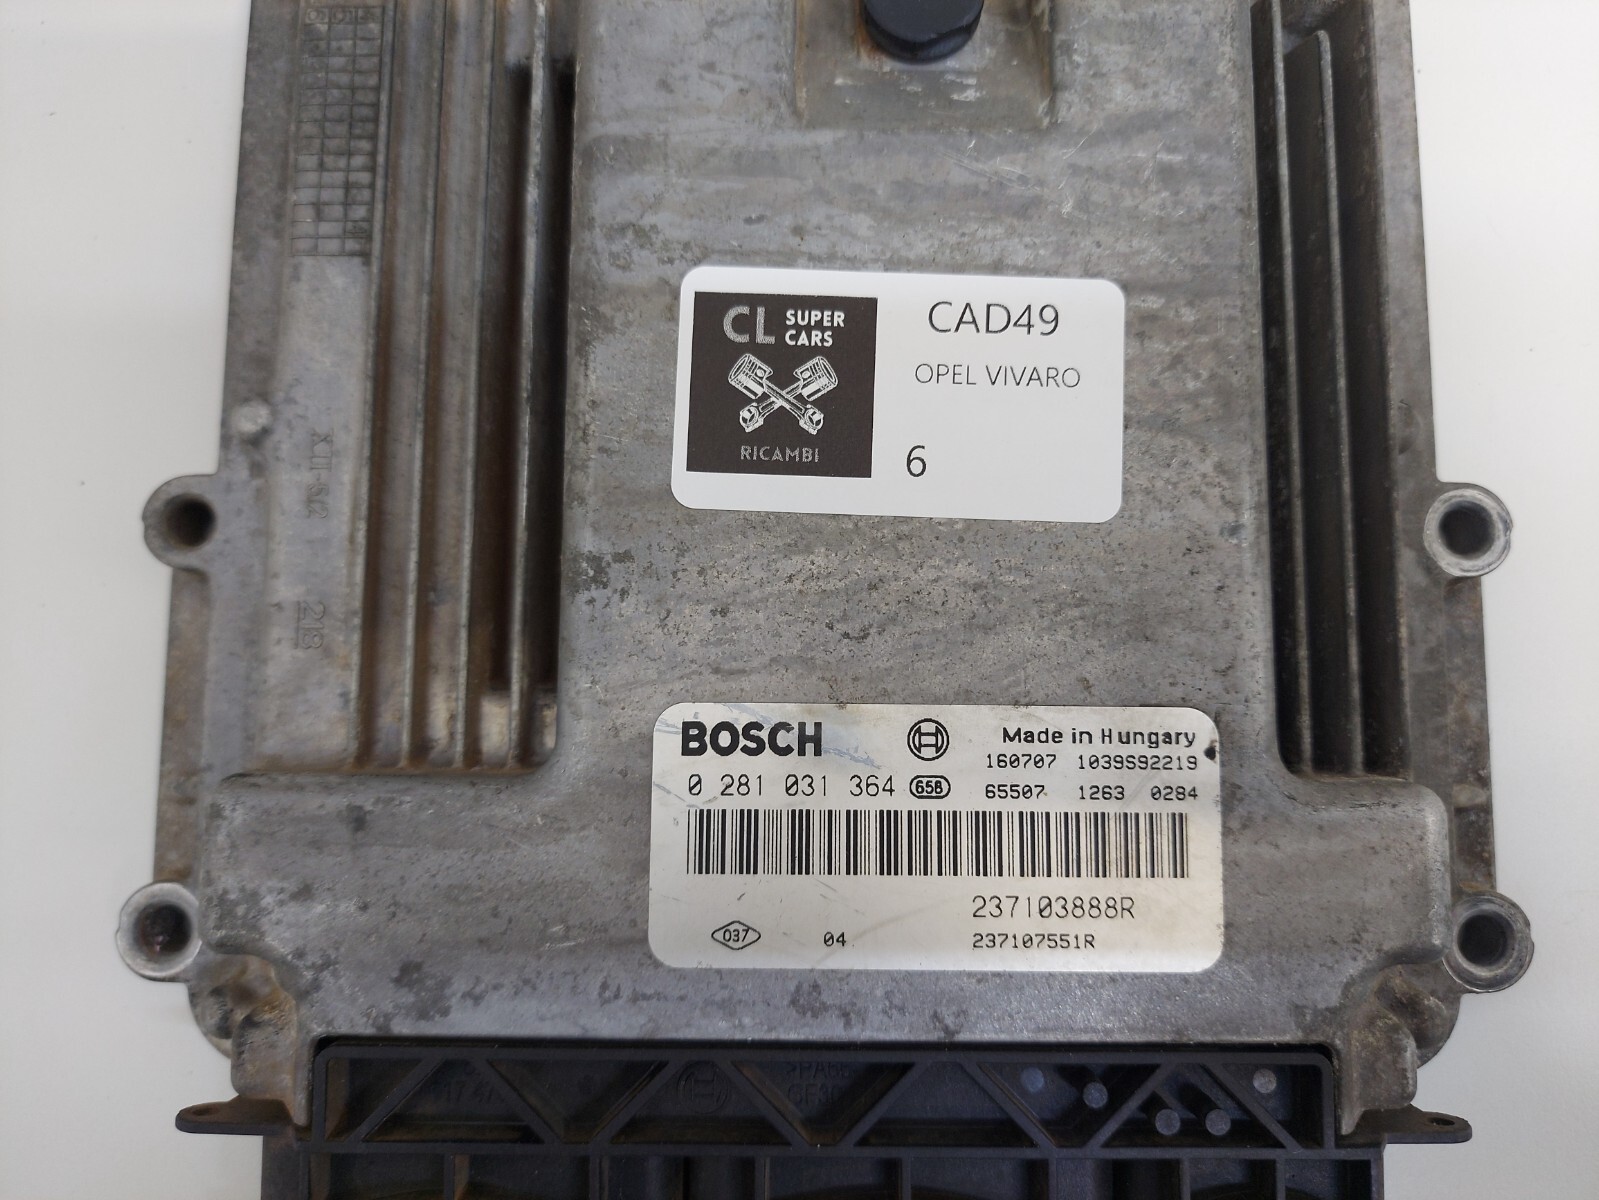 CL SUPER CARS
RICAMBI
CAD49
OPEL VIVARO
6
218
BOSCH
Made in Hungary
160707 1039S92219
0 281 031 364 658
65507 1263 0284
237103888R
037 04 237107551R